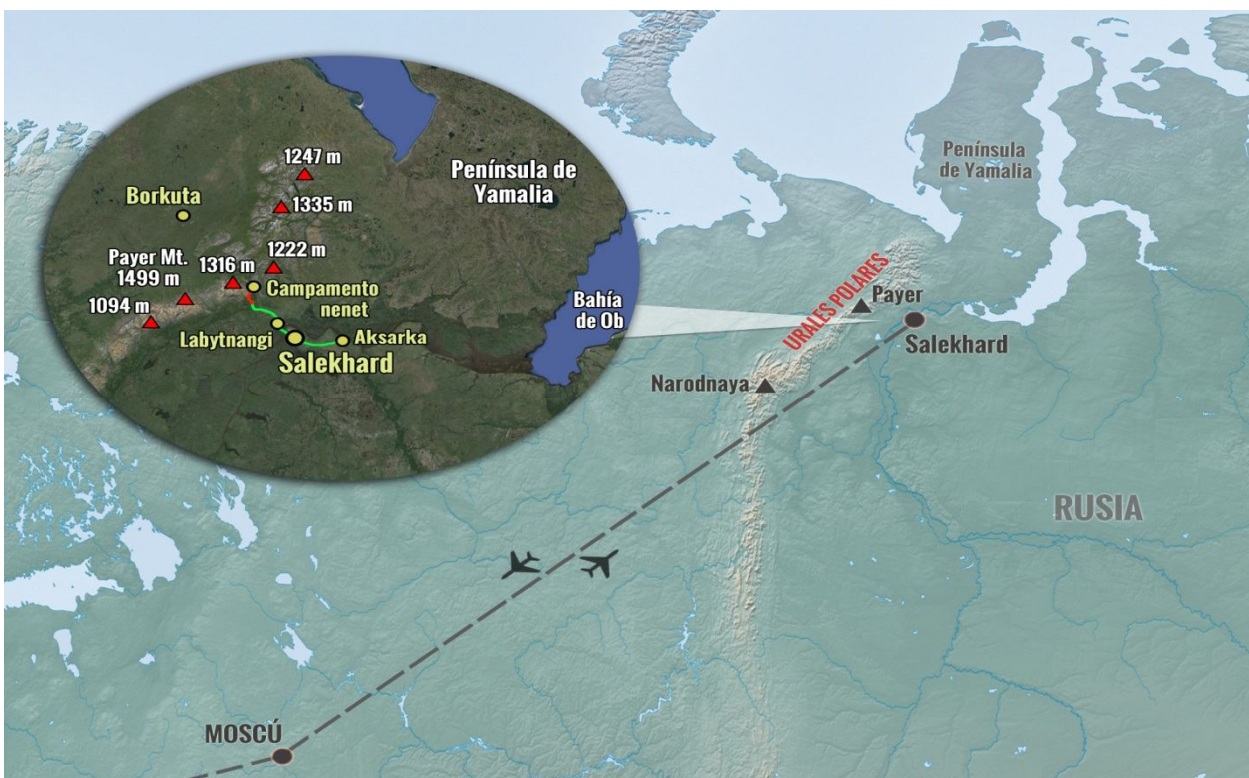 1247 m
Península de
Yamalia
Borkuta
1335 m
Payer Mt.
1499 m
1316 m
1222 m
1094 m
Campamento
nenet
Labytnangi
Aksarka
Salekhard
Bahía
de Ob
Península
de Yamalia
URALES POLARES
Payer
Salekhard
Narodnaya
RUSIA
MOSCÚ